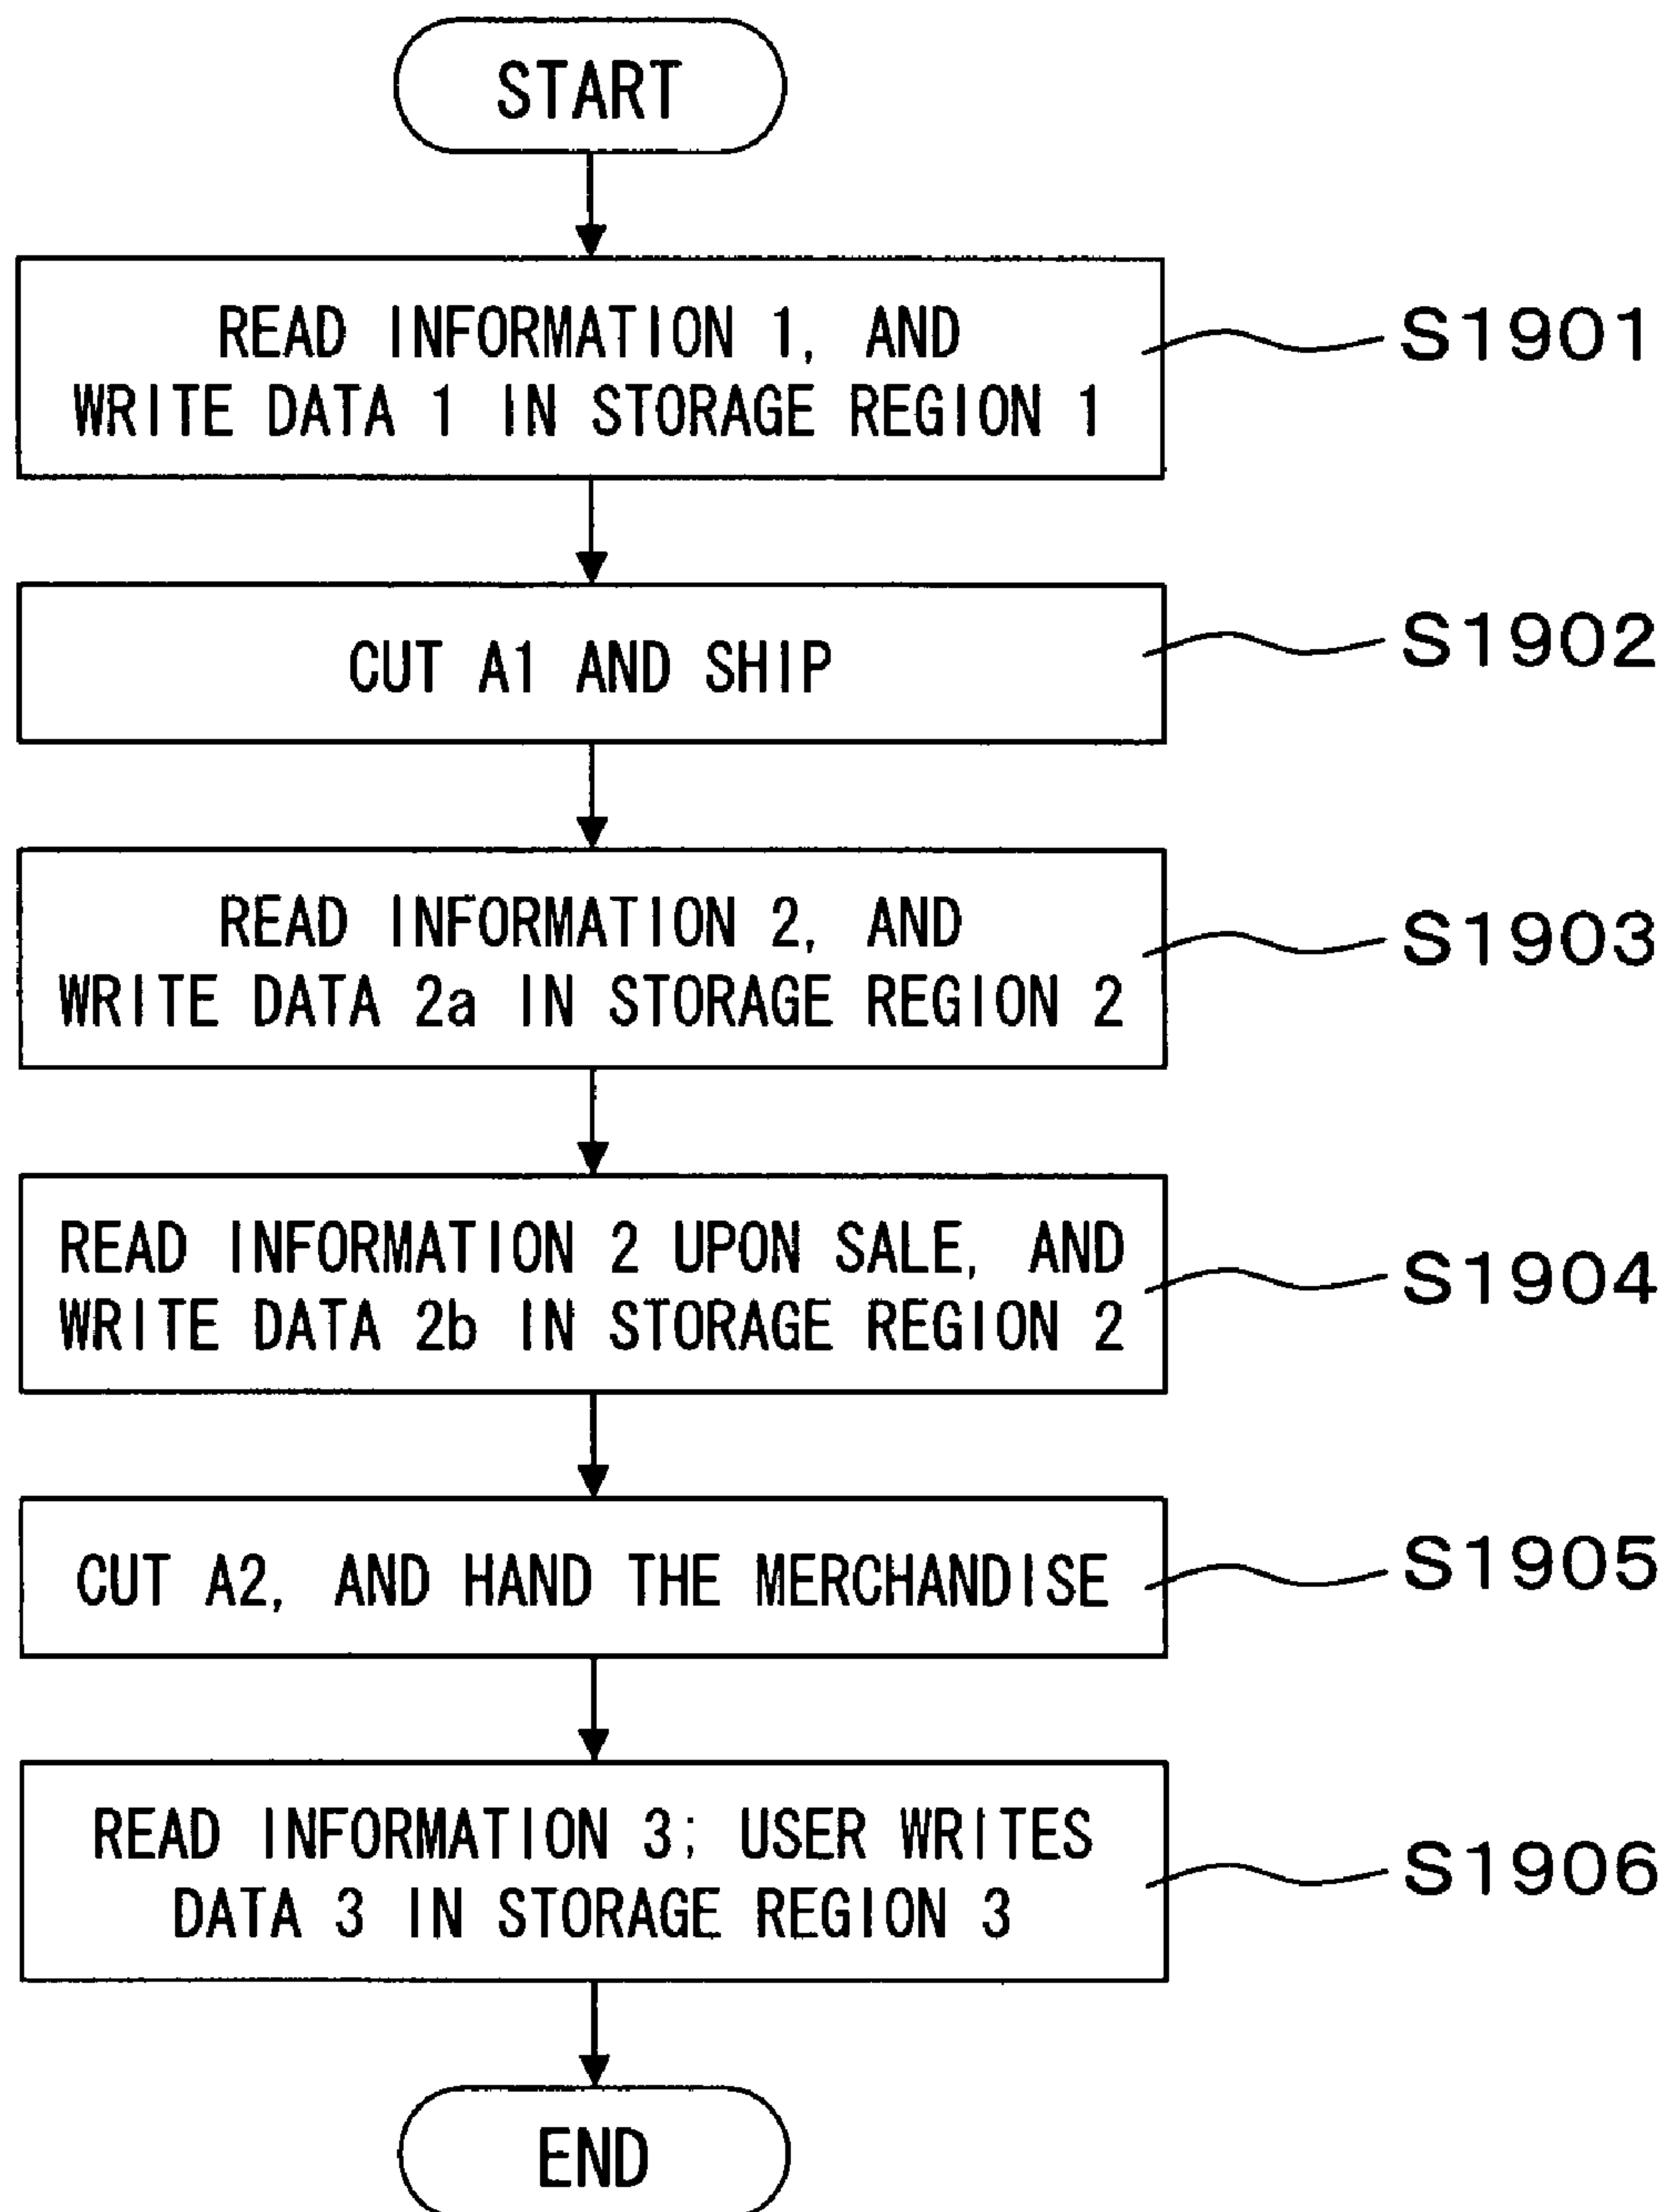 START
READ INFORMATION 1, AND
WRITE DATA 1 IN STORAGE REGION 1
S1901
CUT A1 AND SHIP
S1902
READ INFORMATION 2, AND
WRITE DATA 2a IN STORAGE REGION 2
S1903
READ INFORMATION 2 UPON SALE, AND
WRITE DATA 2b IN STORAGE REGION 2
S1904
CUT A2, AND HAND THE MERCHANDISE
S1905
READ INFORMATION 3; USER WRITES
DATA 3 IN STORAGE REGION 3
S1906
END